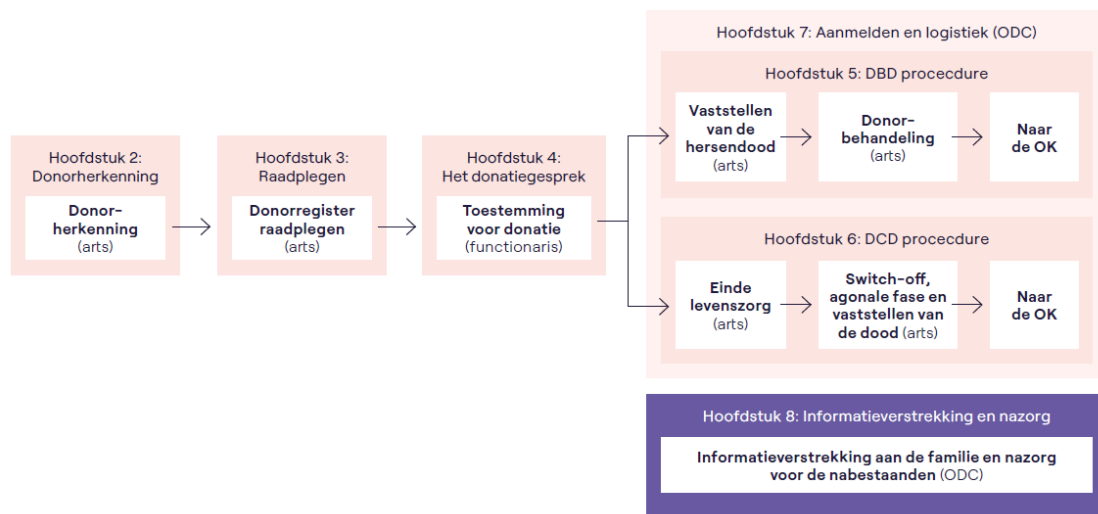 Hoofdstuk 2:
Donorherkenning
Donor-
herkenning
(arts)
Hoofdstuk 3:
Raadplegen
Donorregister
raadplegen
(arts)
Hoofdstuk 4:
Het donatiegesprek
Toestemming
voor donatie
(functionaris)
Hoofdstuk 7: Aanmelden en logistiek (ODC)
Hoofdstuk 5: DBD procecdure
Vaststellen
van de
hersendood
(arts)
Donor-
behandeling
(arts)
Naar
de OK
Hoofdstuk 6: DCD procecdure
Einde
levenszorg
(arts)
Switch-off,
agonale fase en
vaststellen van
de dood (arts)
Naar
de OK
Hoofdstuk 8: Informatieverstrekking en nazorg
Informatieverstrekking aan de familie en nazorg
voor de nabestaanden (ODC)